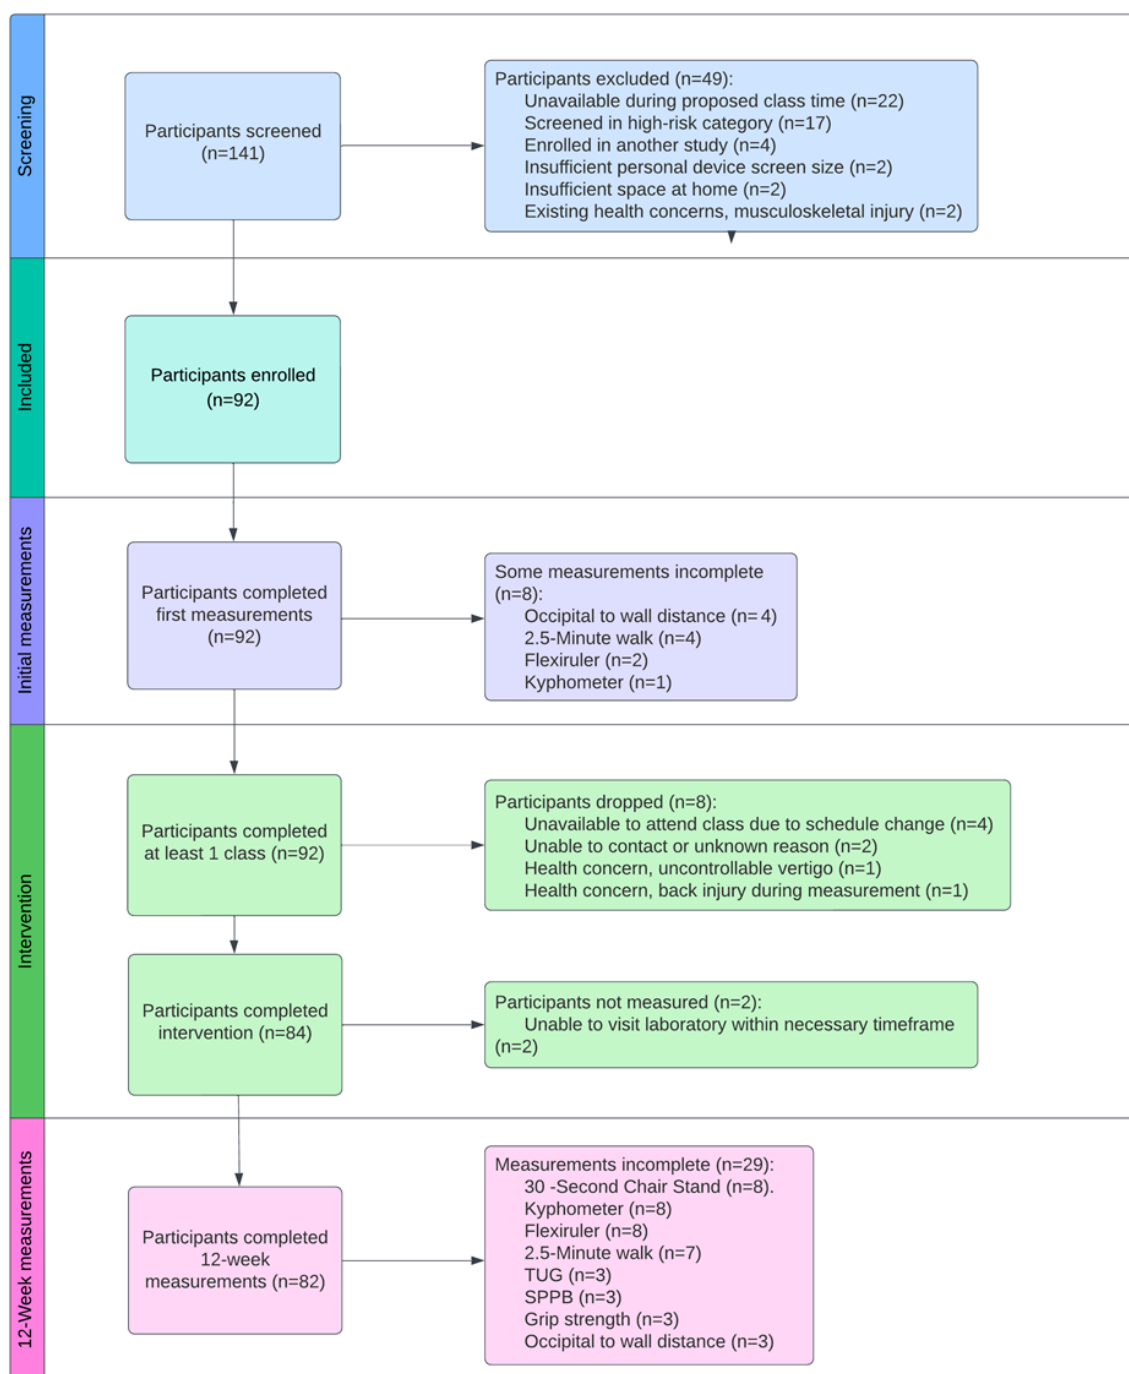 Screening
Participants screened
(n=141)
Participants excluded (n=49):
Unavailable during proposed class time (n=22)
Screened in high-risk category (n=17)
Enrolled in another study (n=4)
Insufficient personal device screen size (n=2)
Insufficient space at home (n=2)
Existing health concerns, musculoskeletal injury (n=2)
Included
Participants enrolled
(n=92)
Initial measurements
Participants completed
first measurements
(n=92)
Some measurements incomplete
(n=8):
Occipital to wall distance (n=4)
2.5-Minute walk (n=4)
Flexiruler (n=2)
Kyphometer (n=1)
Intervention
Participants completed
at least 1 class (n=92)
Participants dropped (n=8):
Unavailable to attend class due to schedule change (n=4)
Unable to contact or unknown reason (n=2)
Health concern, uncontrollable vertigo (n=1)
Health concern, back injury during measurement (n=1)
Participants completed
intervention (n=84)
Participants not measured (n=2):
Unable to visit laboratory within necessary timeframe
(n=2)
12-Week measurements
Participants completed
12-week
measurements (n=82)
Measurements incomplete (n=29):
30 -Second Chair Stand (n=8).
Kyphometer (n=8)
Flexiruler (n=8)
2.5-Minute walk (n=7)
TUG (n=3)
SPPB (n=3)
Grip strength (n=3)
Occipital to wall distance (n=3)